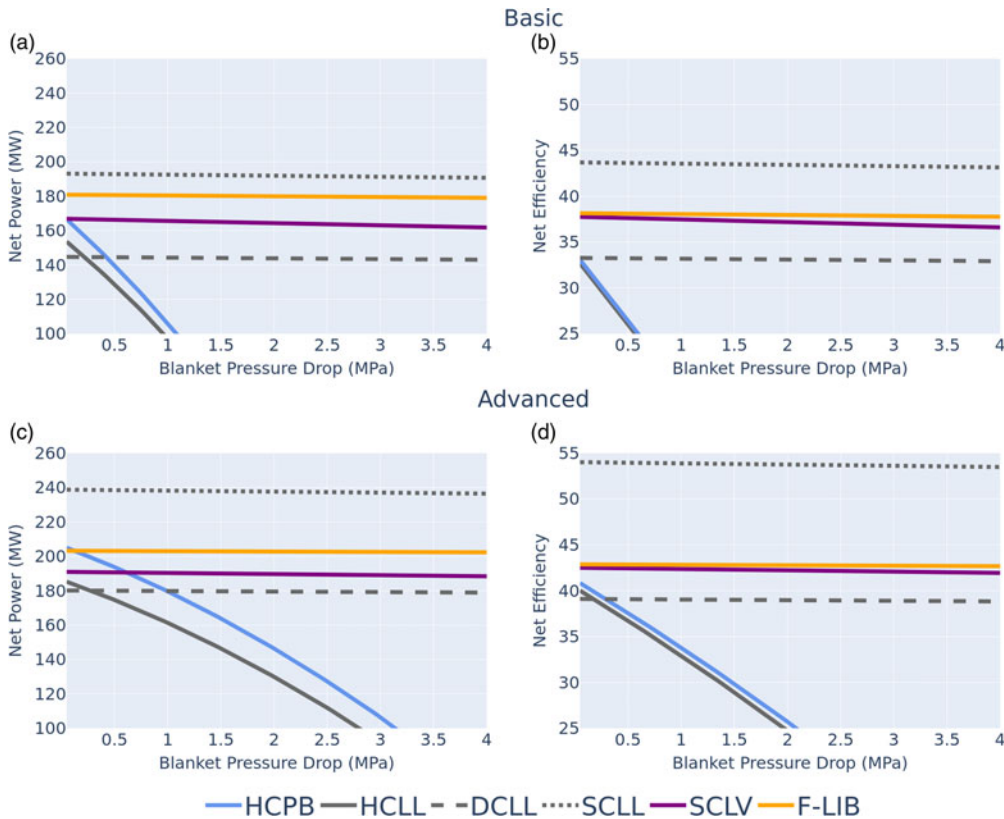 Basic
(a)
(b)
260
240
220
200
180
160
140
120
100
Net Power (MW)
0.5 1 1.5 2 2.5 3 3.5 4
Blanket Pressure Drop (MPa)
55
50
45
40
35
30
25
Net Efficiency
0.5 1 1.5 2 2.5 3 3.5 4
Blanket Pressure Drop (MPa)
Advanced
(c)
(d)
260
240
220
200
180
160
140
120
100
Net Power (MW)
0.5 1 1.5 2 2.5 3 3.5 4
Blanket Pressure Drop (MPa)
55
50
45
40
35
30
25
Net Efficiency
0.5 1 1.5 2 2.5 3 3.5 4
Blanket Pressure Drop (MPa)
HCPB HCLL DCLL SCLL SCLV F-LIB